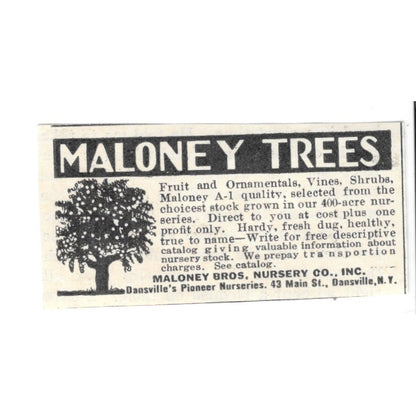 MALONEY TREES
Fruit and Ornamentals, Vines, Shrubs,
Maloney A-1 quality, selected from the
choicest stock grown in our 400-acre nur-
series. Direct to you at cost plus one
profit only. Hardy, fresh dug, healthy,
true to name—Write for free descriptive
catalog giving valuable information about
nursery stock. We prepay transportion
charges. See catalog.
MALONEY BROS. NURSERY CO., INC.
Dansville's Pioneer Nurseries. 43 Main St., Dansville, N.Y.